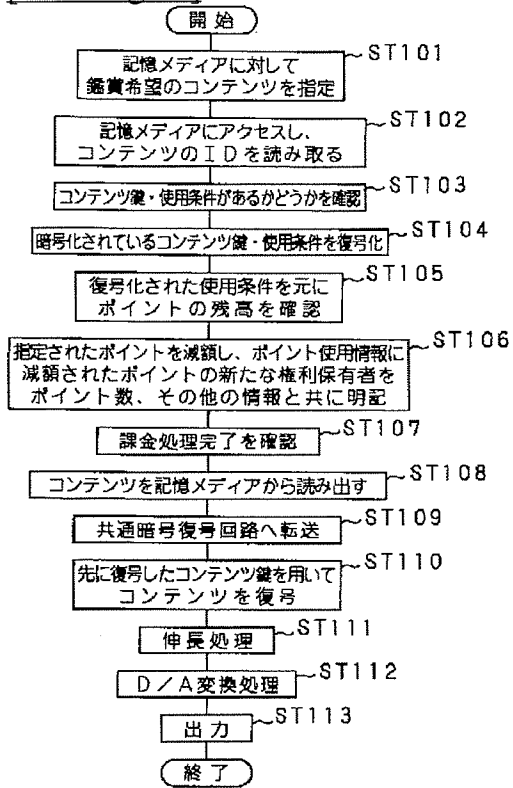 開始
ST101
記憶メディアに対して
鑑賞希望のコンテンツを指定
ST102
記憶メディアにアクセスし、
コンテンツのIDを読み取る
ST103
コンテンツ鍵・使用条件があるかどうかを確認
ST104
暗号化されているコンテンツ鍵・使用条件を復号化
ST105
復号化された使用条件を元に
ポイントの残高を確認
ST106
指定されたポイントを減額し、ポイント使用情報に
減額されたポイントの新たな権利保有者を
ポイント数、その他の情報と共に明記
ST107
課金処理完了を確認
ST108
コンテンツを記憶メディアから読み出す
ST109
共通暗号復号回路へ転送
ST110
先に復号したコンテンツ鍵を用いて
コンテンツを復号
ST111
伸長処理
ST112
D/A変換処理
ST113
出力
終了